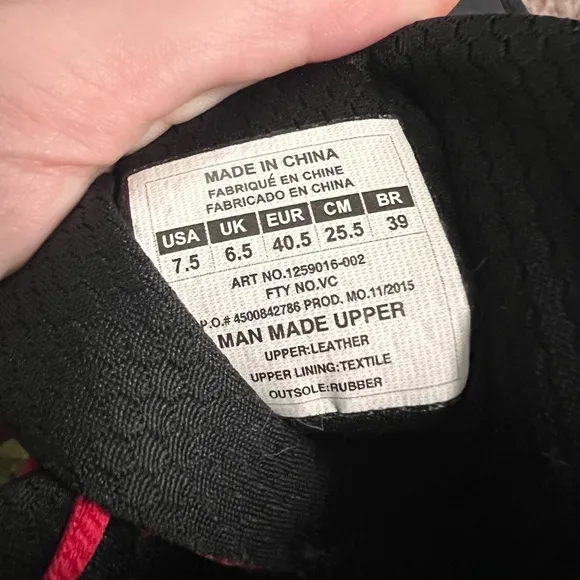 MADE IN CHINA
FABRIQUÉ EN CHINE
FABRICADO EN CHINA
USA UK EUR CM BR
7.5 6.5 40.5 25.5 39
ART NO.1259016-002
FTY NO.VC
P.O.# 4500842786 PROD. MO.11/2015
MAN MADE UPPER
UPPER:LEATHER
UPPER LINING:TEXTILE
OUTSOLE:RUBBER